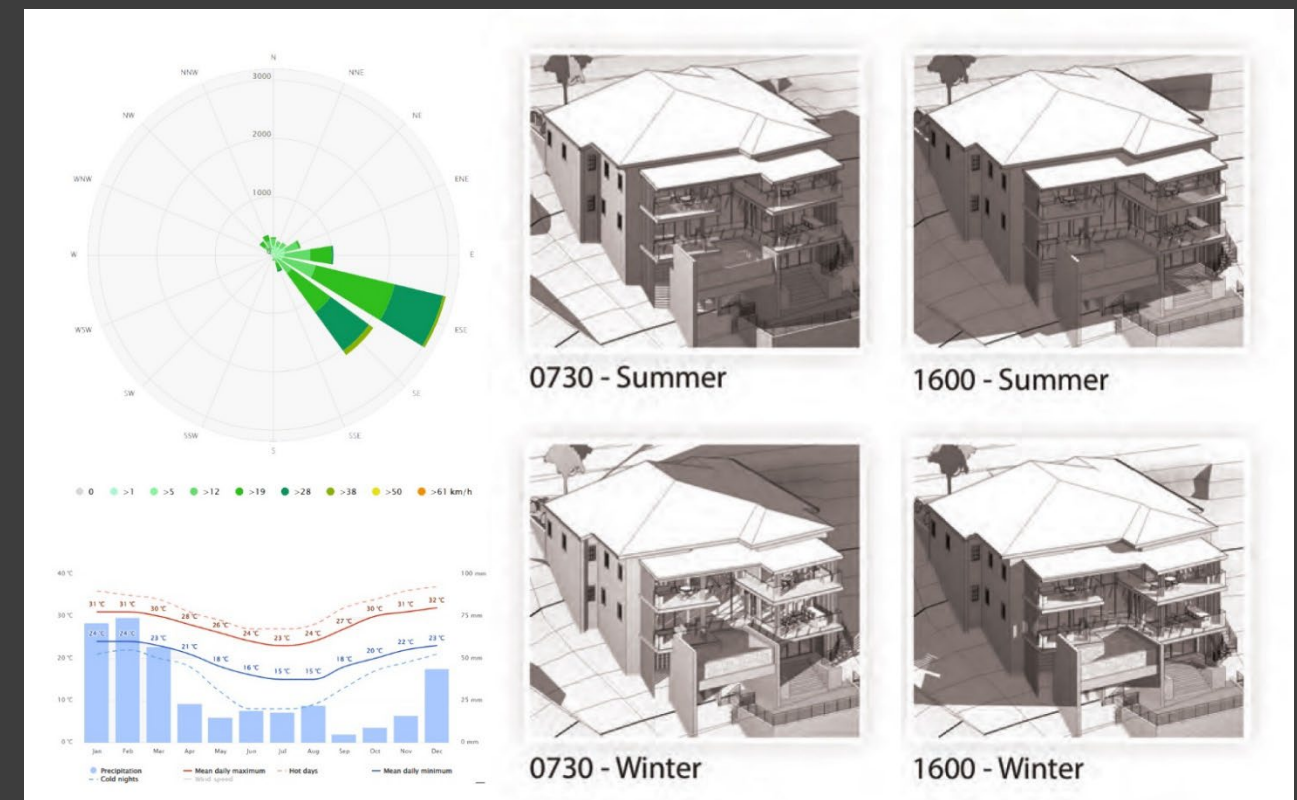 N
NNW
NNE
3000
NW
NE
2000
WNW
ENE
1000
W
E
WSW
ESE
SW
SE
SSW
SSE
S
0 >1 >5 >12 >19 >28 >38 >50 >61 km/h
40 °C
100 mm
30 °C
75 mm
20 °C
50 mm
10 °C
25 mm
0 °C
0 mm
31 °C 31 °C 30 °C 28 °C 26 °C 24 °C 23 °C 24 °C 27 °C 30 °C 31 °C 32 °C
24 °C 24 °C 23 °C 21 °C 18 °C 16 °C 15 °C 15 °C 18 °C 20 °C 22 °C 23 °C
Jan Feb Mar Apr May Jun Jul Aug Sep Oct Nov Dec
Precipitation Mean daily maximum Hot days Mean daily minimum
Cold nights Wind speed
0730 - Summer
1600 - Summer
0730 - Winter
1600 - Winter